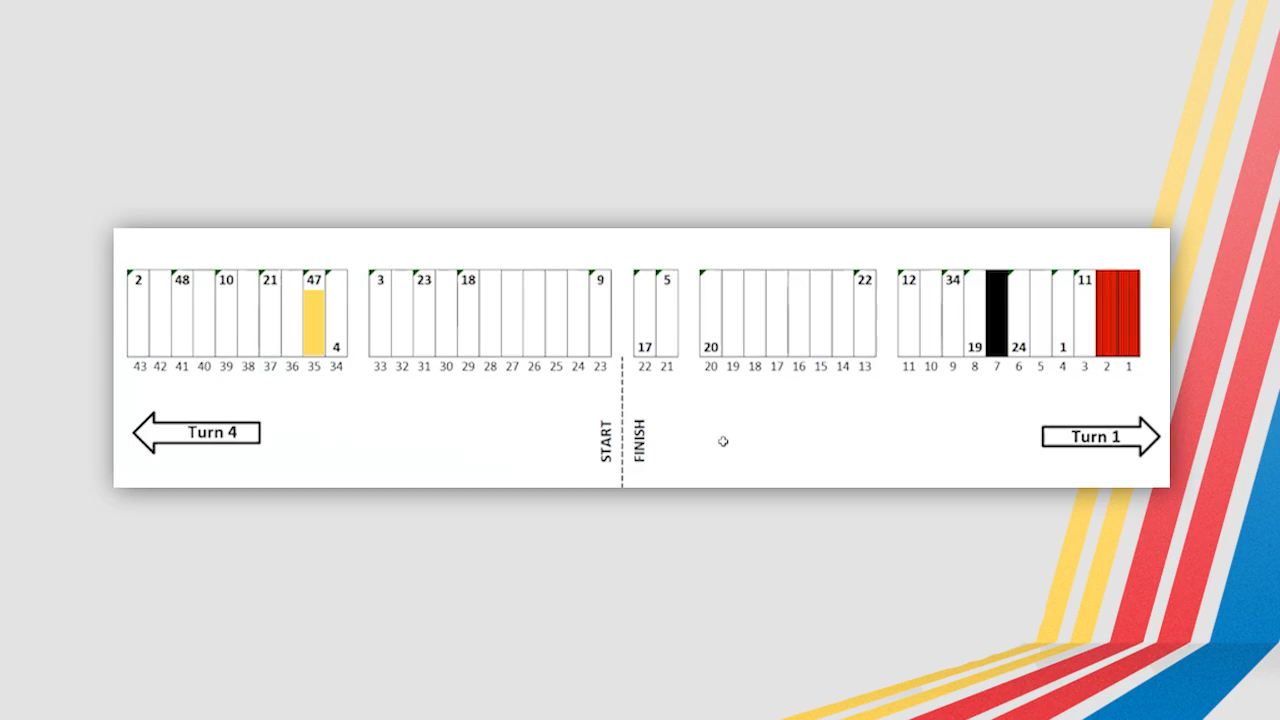 2 48 10 21 47 3 23 18 9 5 22 12 34 11
4 17 20 19 24 1
43 42 41 40 39 38 37 36 35 34 33 32 31 30 29 28 27 26 25 24 23 22 21 20 19 18 17 16 15 14 13 11 10 9 8 7 6 5 4 3 2 1
Turn 4
START
FINISH
Turn 1